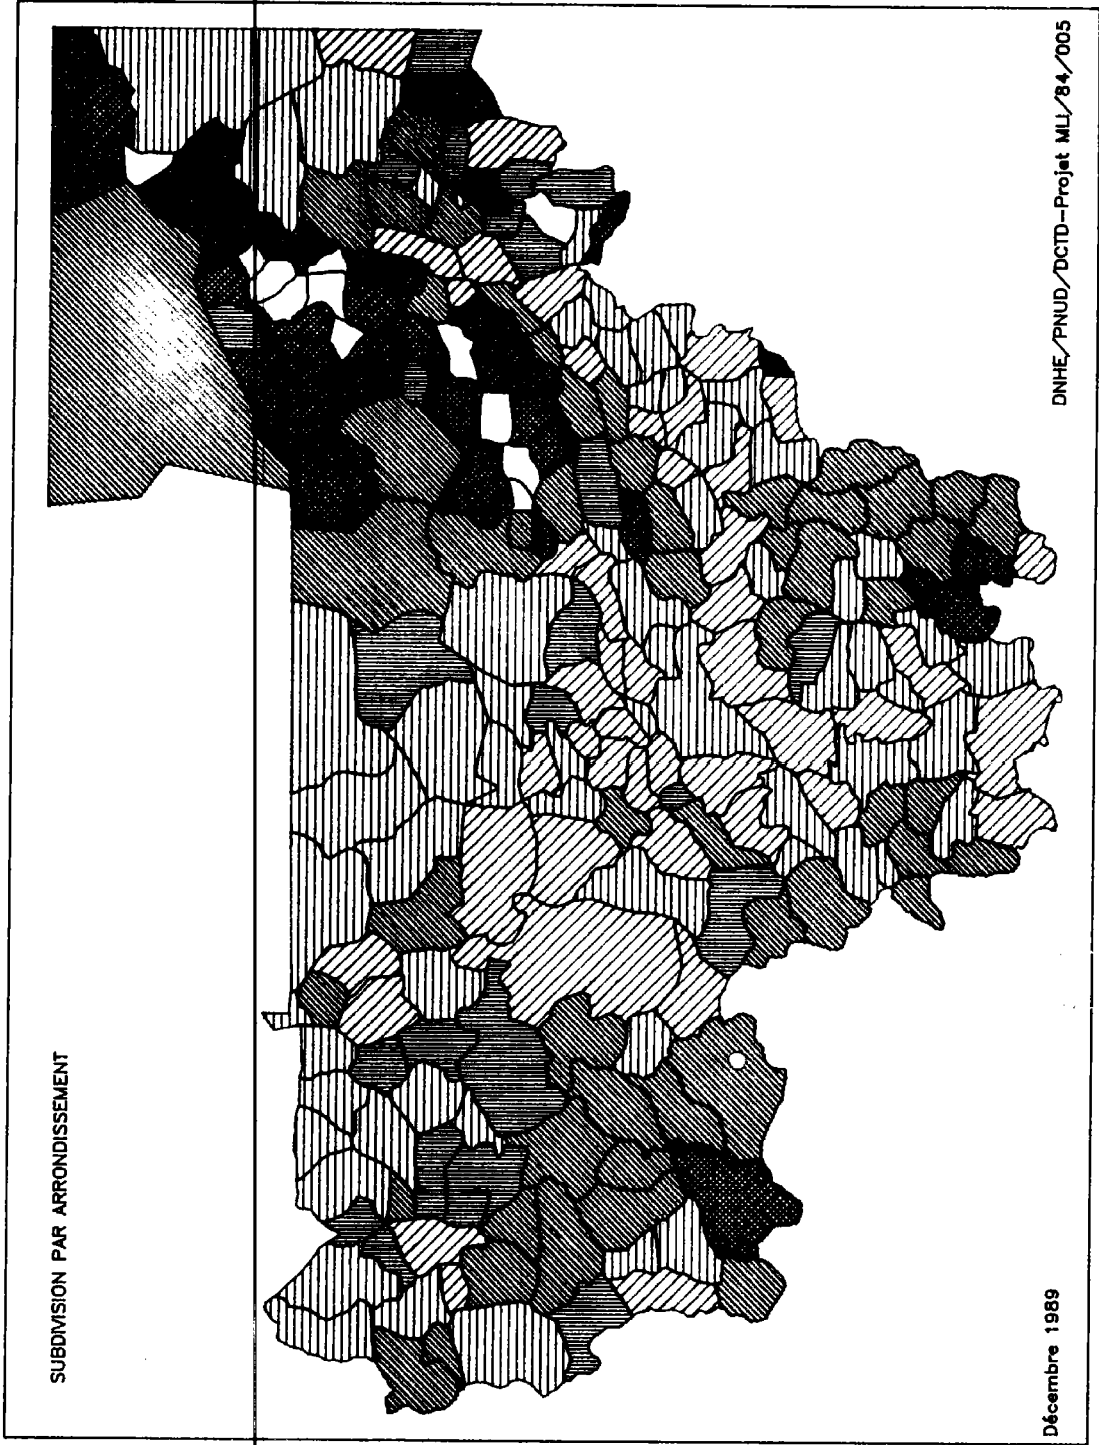 SUBDIVISION PAR ARRONDISSEMENT
Décembre 1989
DNHE/PNUD/DCTD-Projet MLI/84/005